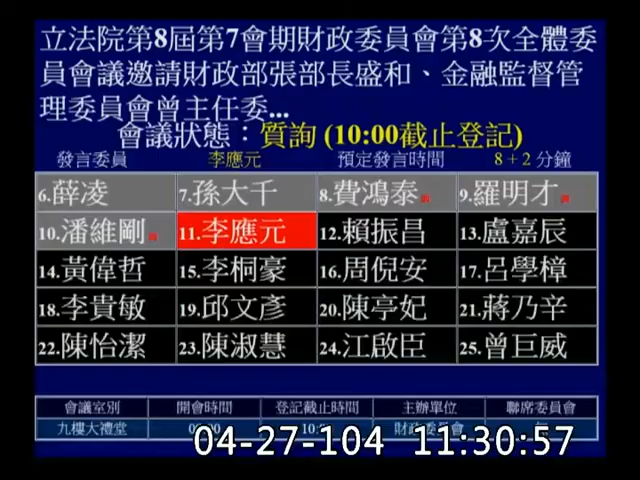 立法院第8屆第7會期財政委員會第8次全體委
員會議邀請財政部張部長盛和、金融監督管
理委員會曾主任委...
會議狀態：質詢 (10:00截止登記)
發言委員 李應元 預定發言時間 8 + 2 分鐘
6.薛凌 7.孫大千 8.費鴻泰 9.羅明才
10.潘維剛 11.李應元 12.賴振昌 13.盧嘉辰
14.黃偉哲 15.李桐豪 16.周倪安 17.呂學樟
18.李貴敏 19.邱文彥 20.陳亭妃 21.蔣乃辛
22.陳怡潔 23.陳淑慧 24.江啟臣 25.曾巨威
會議室別 開會時間 登記截止時間 主辦單位 聯席委員會
九樓大禮堂 財政委員會
04-27-104 11:30:57